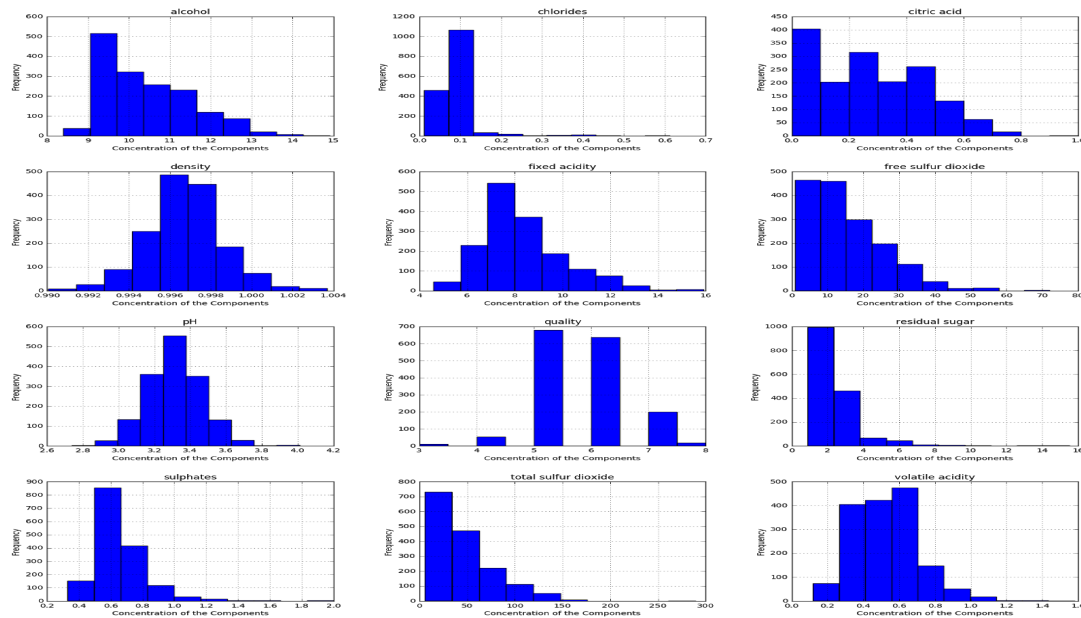 alcohol
600
500
400
300
200
100
0
Frequency
8 9 10 11 12 13 14 15
Concentration of the Components
chlorides
1200
1000
800
600
400
200
0
Frequency
0.0 0.1 0.2 0.3 0.4 0.5 0.6 0.7
Concentration of the Components
citric acid
450
400
350
300
250
200
150
100
50
0
Frequency
0.0 0.2 0.4 0.6 0.8 1.0
Concentration of the Components
density
500
400
300
200
100
0
Frequency
0.990 0.992 0.994 0.996 0.998 1.000 1.002 1.004
Concentration of the Components
fixed acidity
600
500
400
300
200
100
0
Frequency
4 6 8 10 12 14 16
Concentration of the Components
free sulfur dioxide
500
400
300
200
100
0
Frequency
0 10 20 30 40 50 60 70 80
Concentration of the Components
pH
600
500
400
300
200
100
0
Frequency
2.6 2.8 3.0 3.2 3.4 3.6 3.8 4.0 4.2
Concentration of the Components
quality
700
600
500
400
300
200
100
0
Frequency
3 4 5 6 7 8
Concentration of the Components
residual sugar
1000
800
600
400
200
0
Frequency
0 2 4 6 8 10 12 14 16
Concentration of the Components
sulphates
900
800
700
600
500
400
300
200
100
0
Frequency
0.2 0.4 0.6 0.8 1.0 1.2 1.4 1.6 1.8 2.0
Concentration of the Components
total sulfur dioxide
800
700
600
500
400
300
200
100
0
Frequency
0 50 100 150 200 250 300
Concentration of the Components
volatile acidity
500
400
300
200
100
0
Frequency
0.0 0.2 0.4 0.6 0.8 1.0 1.2 1.4 1.6
Concentration of the Components